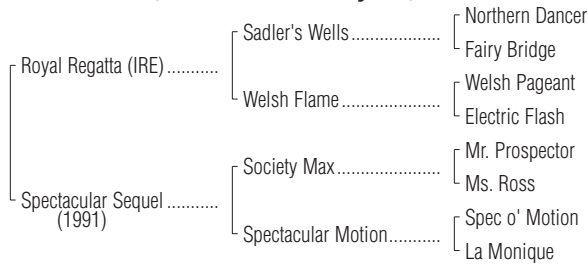 Northern Dancer
Sadler's Wells
Fairy Bridge
Royal Regatta (IRE)
Welsh Pageant
Welsh Flame
Electric Flash
Mr. Prospector
Society Max
Ms. Ross
Spectacular Sequel
(1991)
Spec o' Motion
Spectacular Motion
La Monique